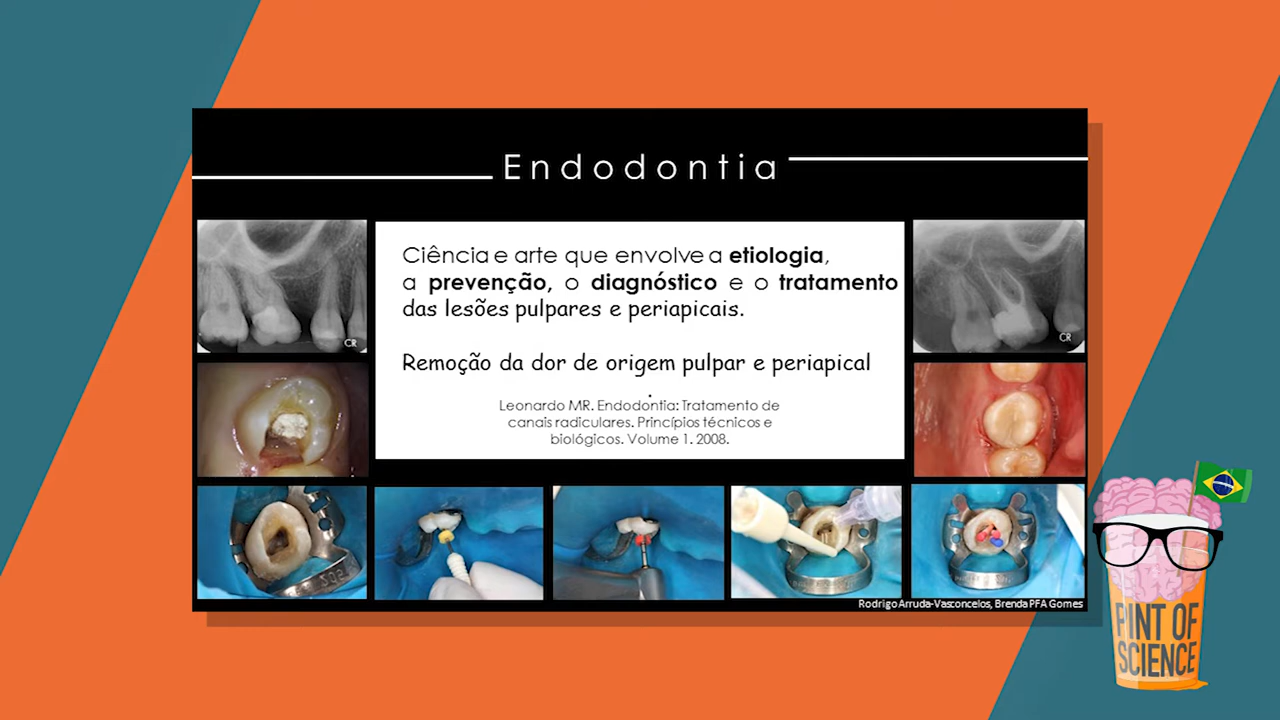 Endodontia
Ciência e arte que envolve a etiologia,
a prevenção, o diagnóstico e o tratamento
das lesões pulpares e periapicais.
Remoção da dor de origem pulpar e periapical
.
Leonardo MR. Endodontia: Tratamento de
canais radiculares. Princípios técnicos e
biológicos. Volume 1. 2008.
CR
CR
202
Rodrigo Arruda-Vasconcelos, Brenda PFA Gomes
PINT OF
SCIENCE